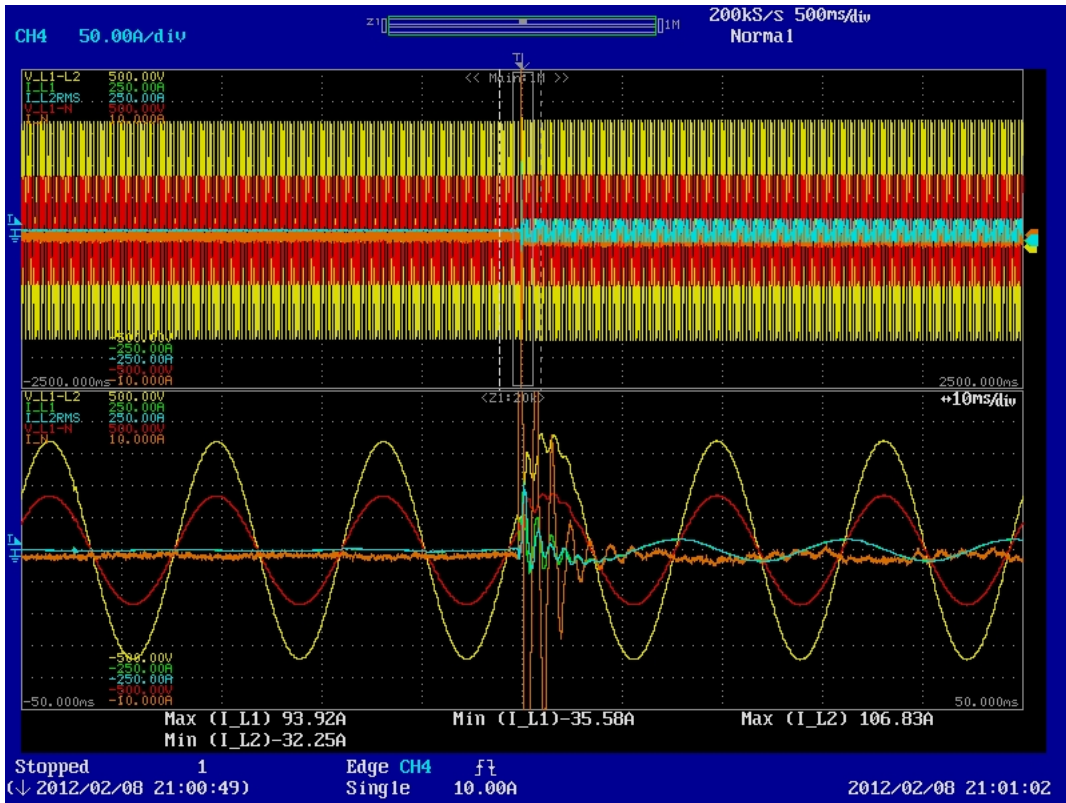 200kS/s 500ms/div
CH4 50.00A/div Z1 1M Normal
T
<< Main:1M >>
V_L1-L2 500.00V
I_L1 250.00A
I_L2RMS 250.00A
V_L1-N 500.00V
I_N 10.000A
T
-500.00V
-250.00A
-250.00A
-500.00V
-2500.000ms -10.000A 2500.000ms
V_L1-L2 500.00V <Z1:20k> ↔10ms/div
I_L1 250.00A
I_L2RMS 250.00A
V_L1-N 500.00V
I_N 10.000A
T
-500.00V
-250.00A
-250.00A
-500.00V
-50.000ms -10.000A 50.000ms
Max (I_L1) 93.92A Min (I_L1)-35.58A Max (I_L2) 106.83A
Min (I_L2)-32.25A
Stopped 1 Edge CH4
(↓ 2012/02/08 21:00:49) Single 10.00A 2012/02/08 21:01:02